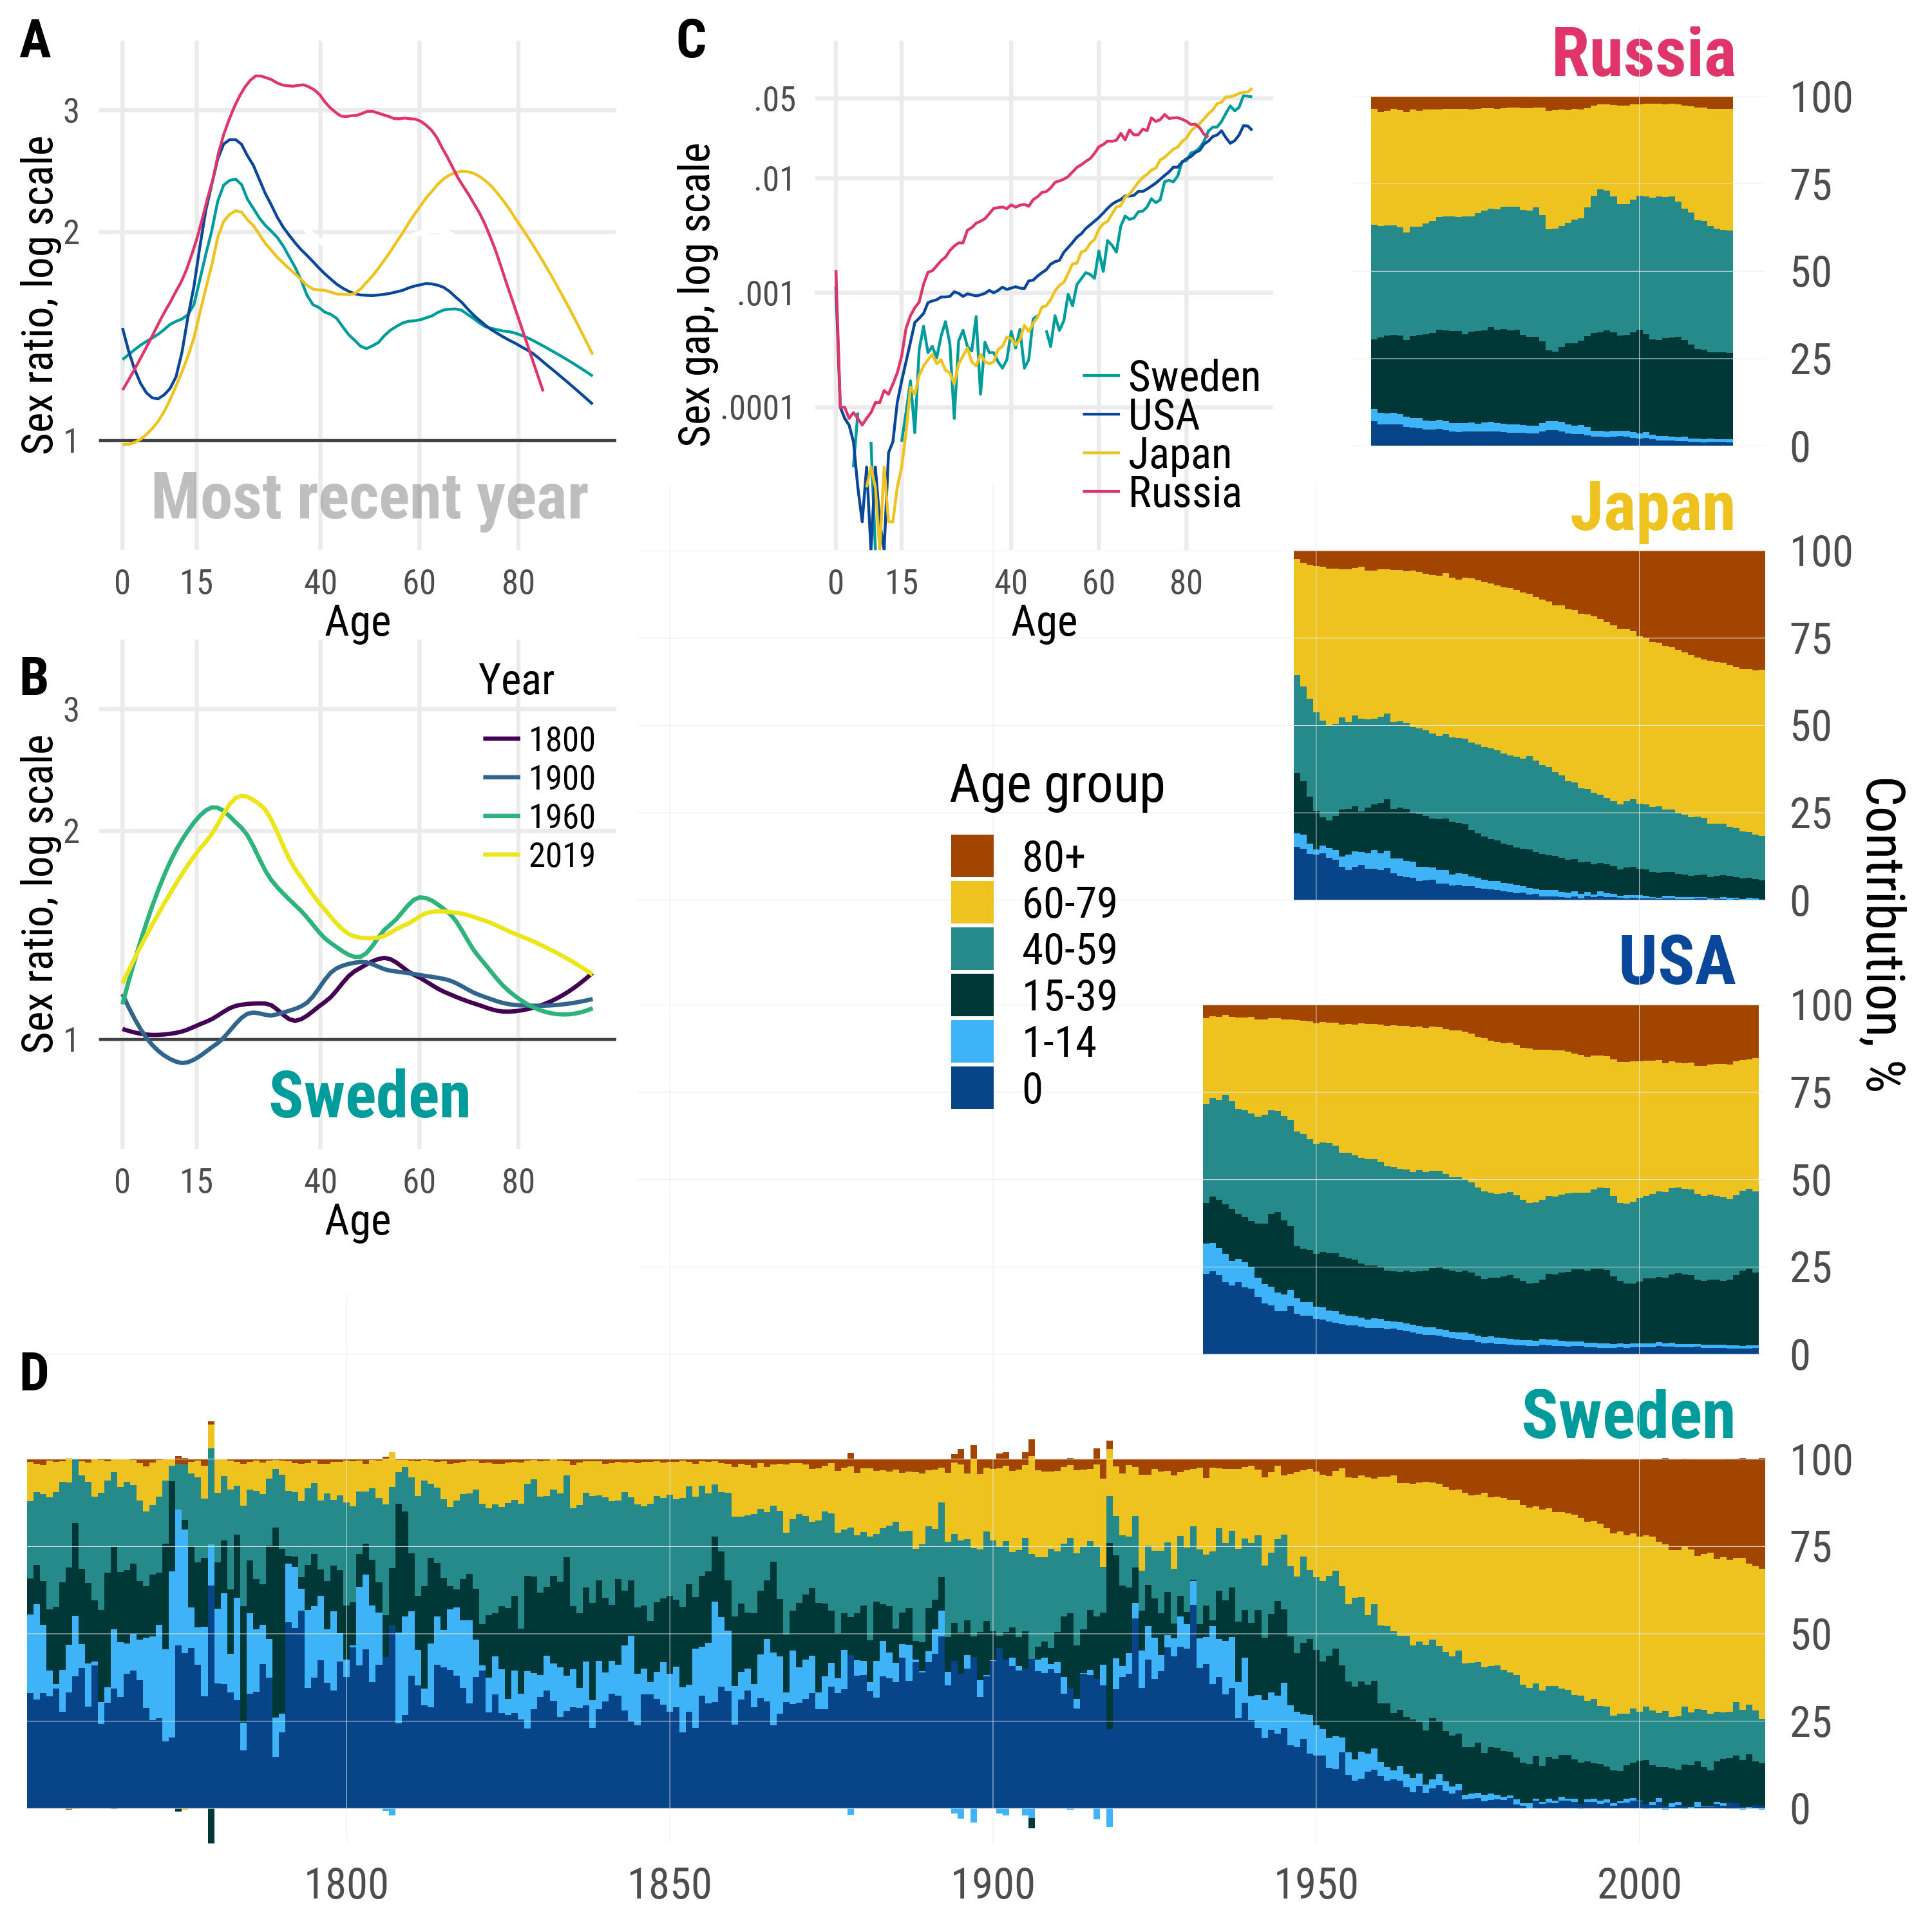 A
Sex ratio, log scale
3
2
1
Most recent year
0 15 40 60 80
Age
B
Sex ratio, log scale
3
2
1
Year
1800
1900
1960
2019
Sweden
0 15 40 60 80
Age
C
Sex gap, log scale
.05
.01
.001
.0001
Sweden
USA
Japan
Russia
0 15 40 60 80
Age
Age group
80+
60-79
40-59
15-39
1-14
0
D
Russia
100
75
50
25
0
Japan
100
75
50
25
0
USA
100
75
50
25
0
Sweden
100
75
50
25
0
Contribution, %
1800 1850 1900 1950 2000